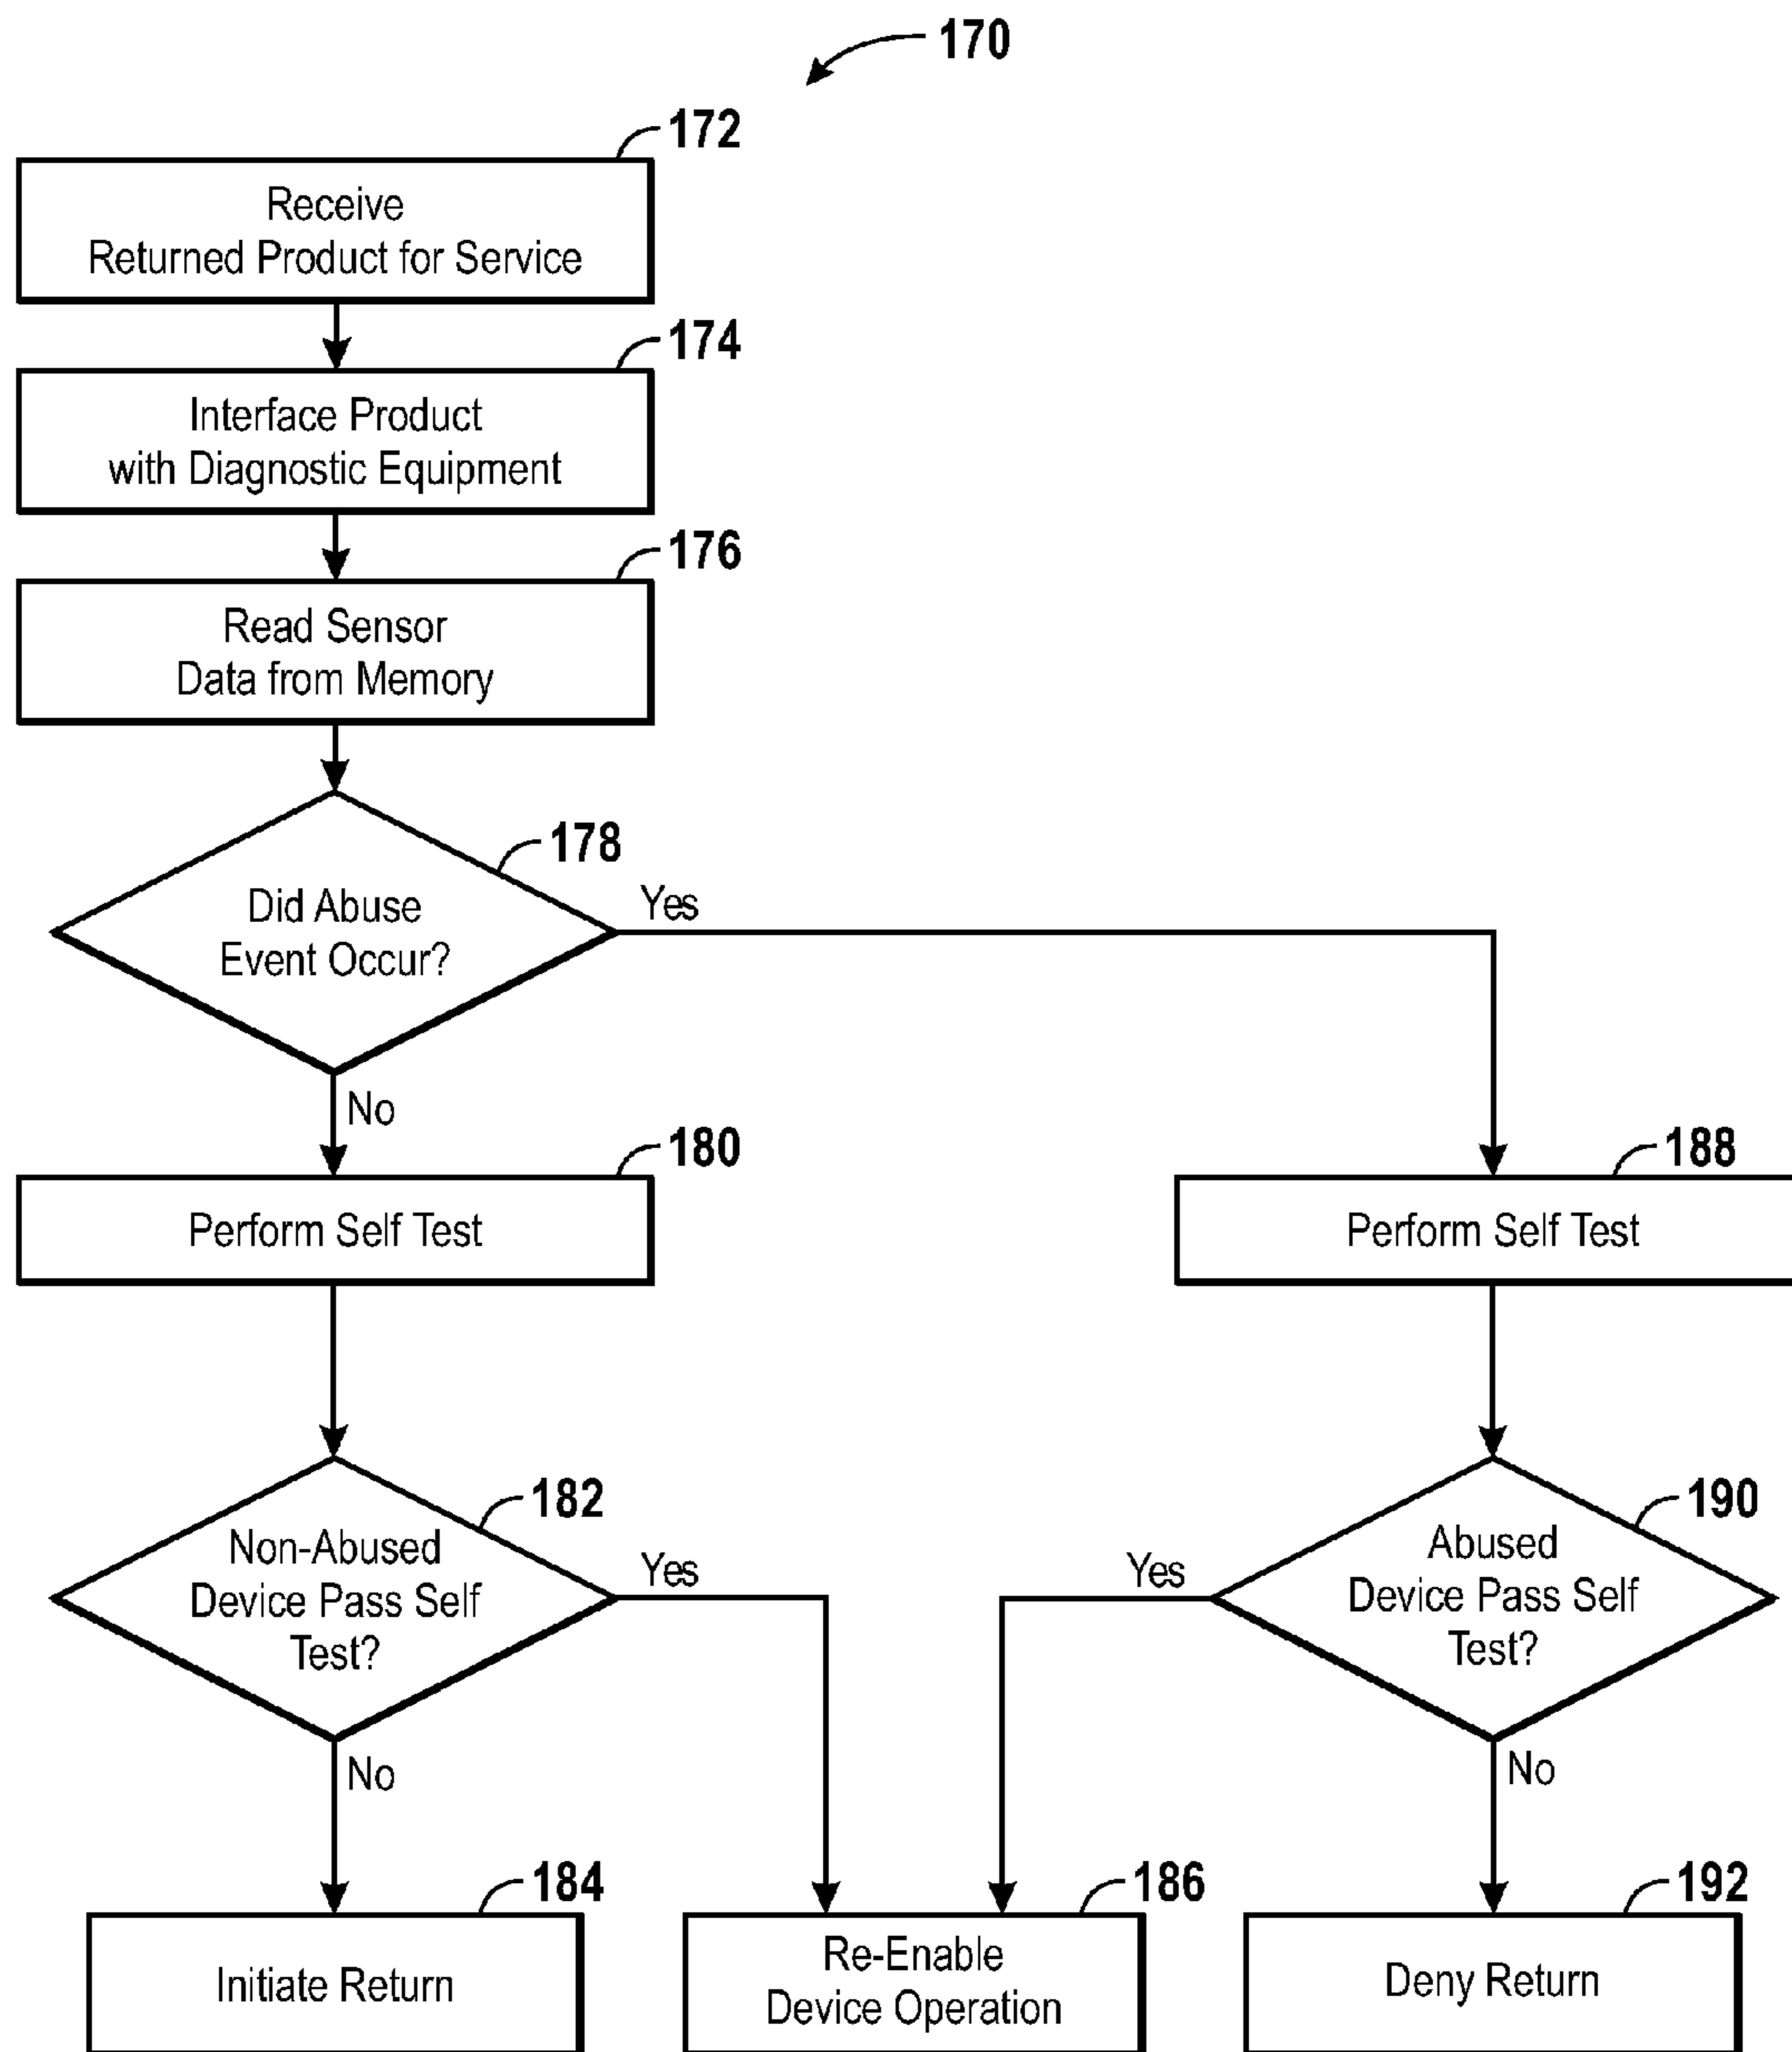 170
172
Receive
Returned Product for Service
174
Interface Product
with Diagnostic Equipment
176
Read Sensor
Data from Memory
178
Did Abuse
Event Occur?
Yes
No
180
Perform Self Test
188
Perform Self Test
182
Non-Abused
Device Pass Self
Test?
Yes
No
190
Abused
Device Pass Self
Test?
Yes
No
184
Initiate Return
186
Re-Enable
Device Operation
192
Deny Return